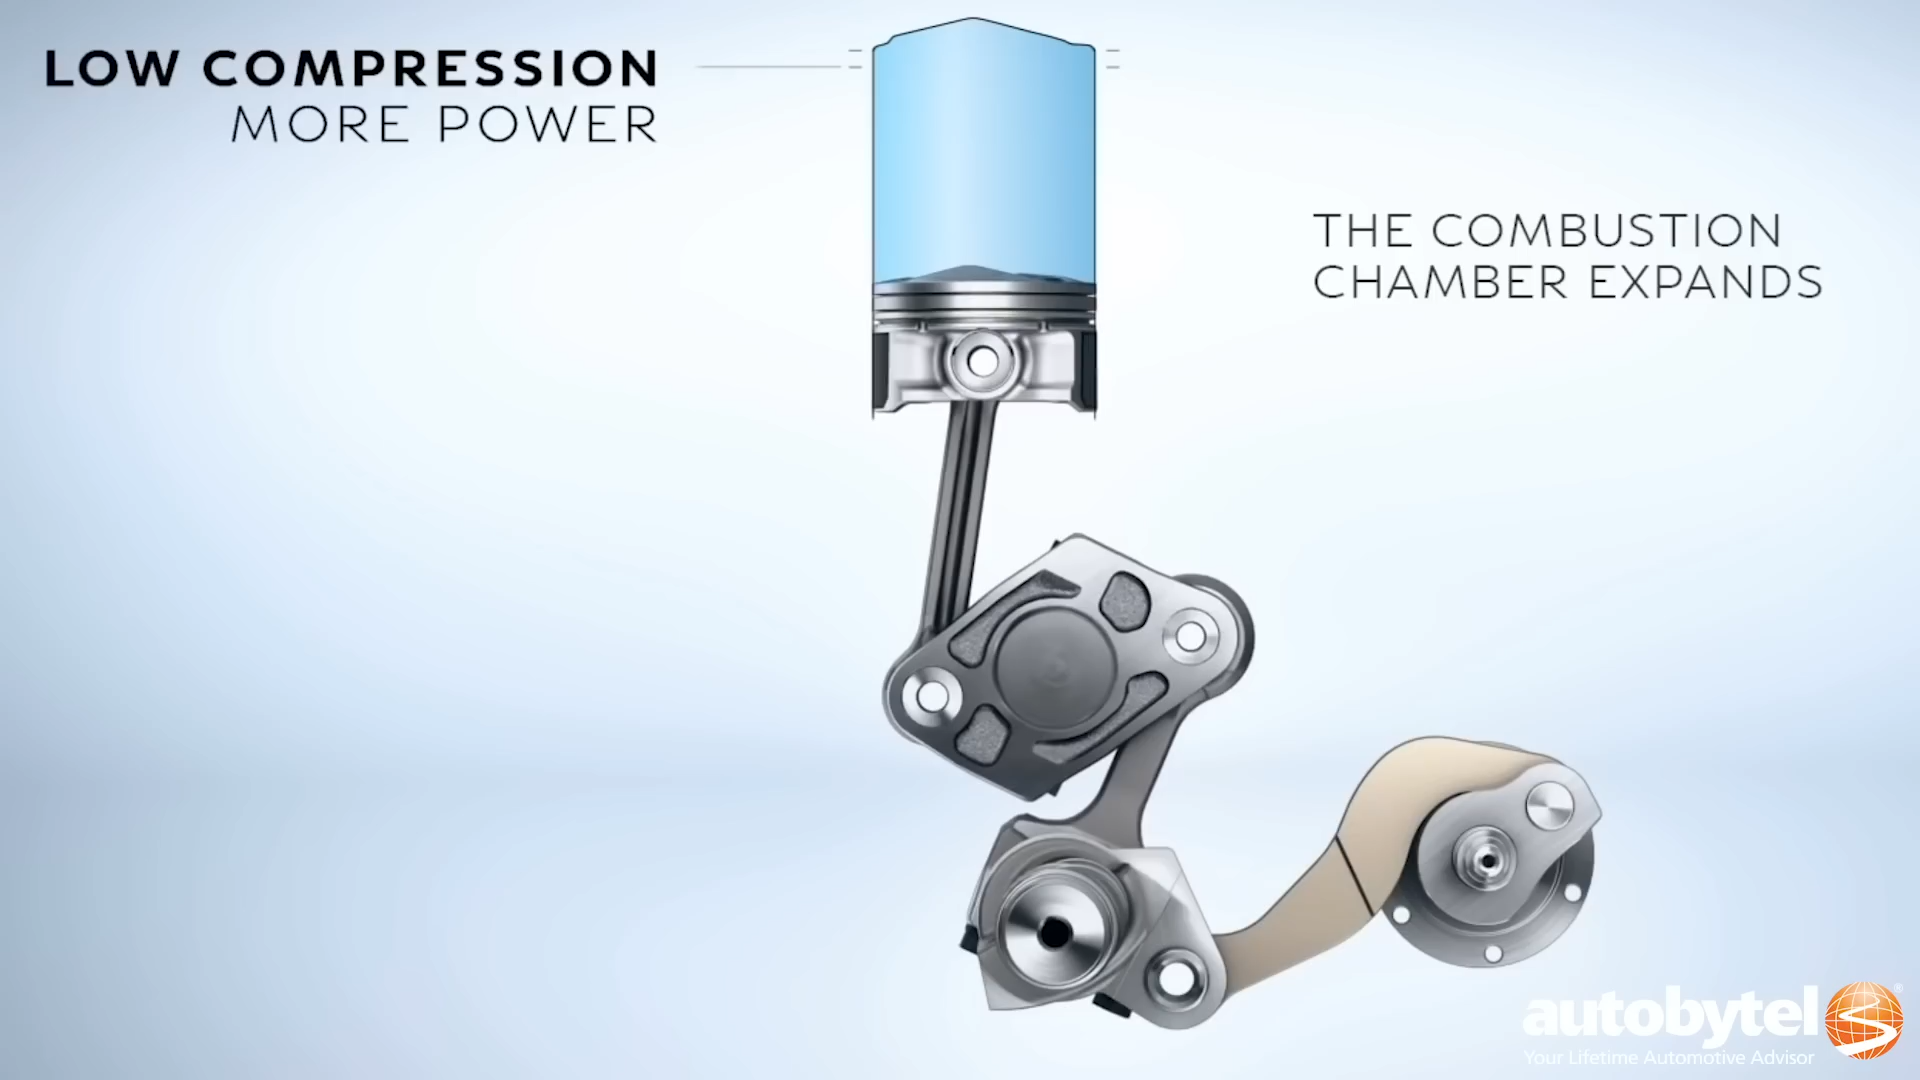 LOW COMPRESSION
MORE POWER
THE COMBUSTION
CHAMBER EXPANDS
autobytel®
Your Lifetime Automotive Advisor